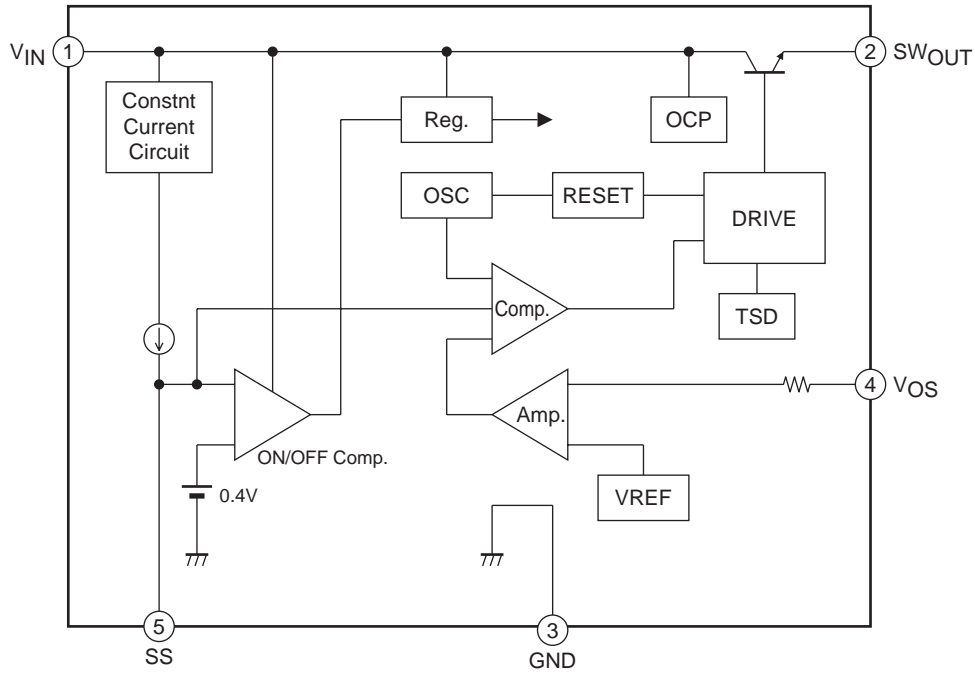 VIN
1
2
SWOUT
Constnt
Current
Circuit
Reg.
OCP
OSC
RESET
DRIVE
Comp.
TSD
4
VOS
Amp.
ON/OFF Comp.
0.4V
VREF
5
SS
3
GND